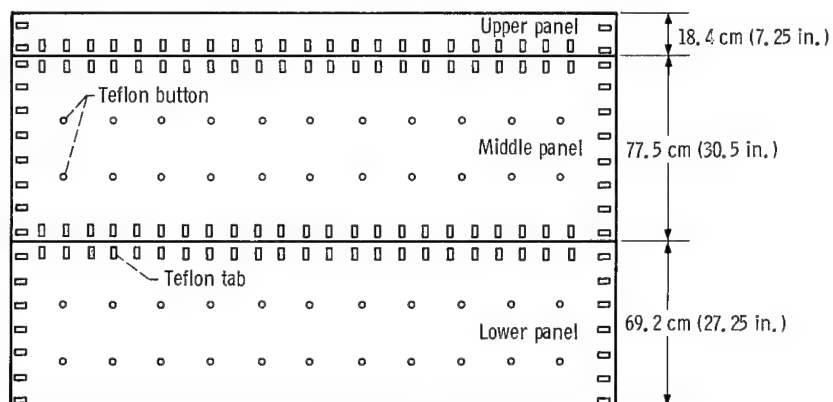 Upper panel
18.4 cm (7.25 in.)
Teflon button
Middle panel
77.5 cm (30.5 in.)
Teflon tab
Lower panel
69.2 cm (27.25 in.)